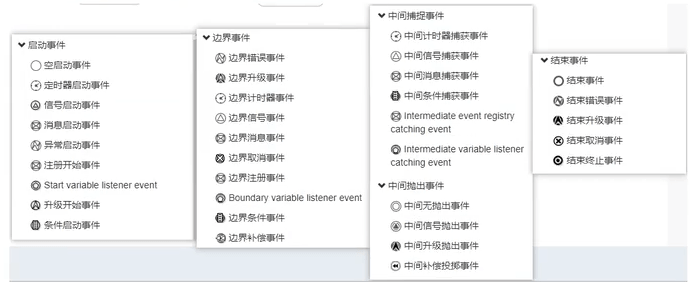 启动事件
空启动事件
定时器启动事件
信号启动事件
消息启动事件
异常启动事件
注册开始事件
Start variable listener event
升级开始事件
条件启动事件
边界事件
边界错误事件
边界升级事件
边界计时器事件
边界信号事件
边界消息事件
边界取消事件
边界注册事件
Boundary variable listener event
边界条件事件
边界补偿事件
中间捕捉事件
中间计时器捕获事件
中间信号捕获事件
中间消息捕获事件
中间条件捕获事件
Intermediate event registry
catching event
Intermediate variable listener
catching event
中间抛出事件
中间无抛出事件
中间信号抛出事件
中间升级抛出事件
中间补偿投掷事件
结束事件
结束事件
结束错误事件
结束升级事件
结束取消事件
结束终止事件